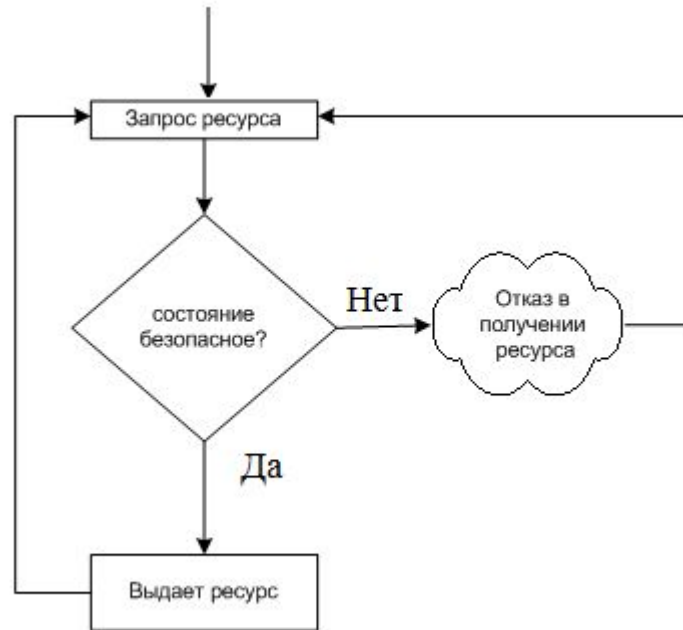 Запрос ресурса
состояние
безопасное?
Нет
Отказ в
получении
ресурса
Да
Выдает ресурс